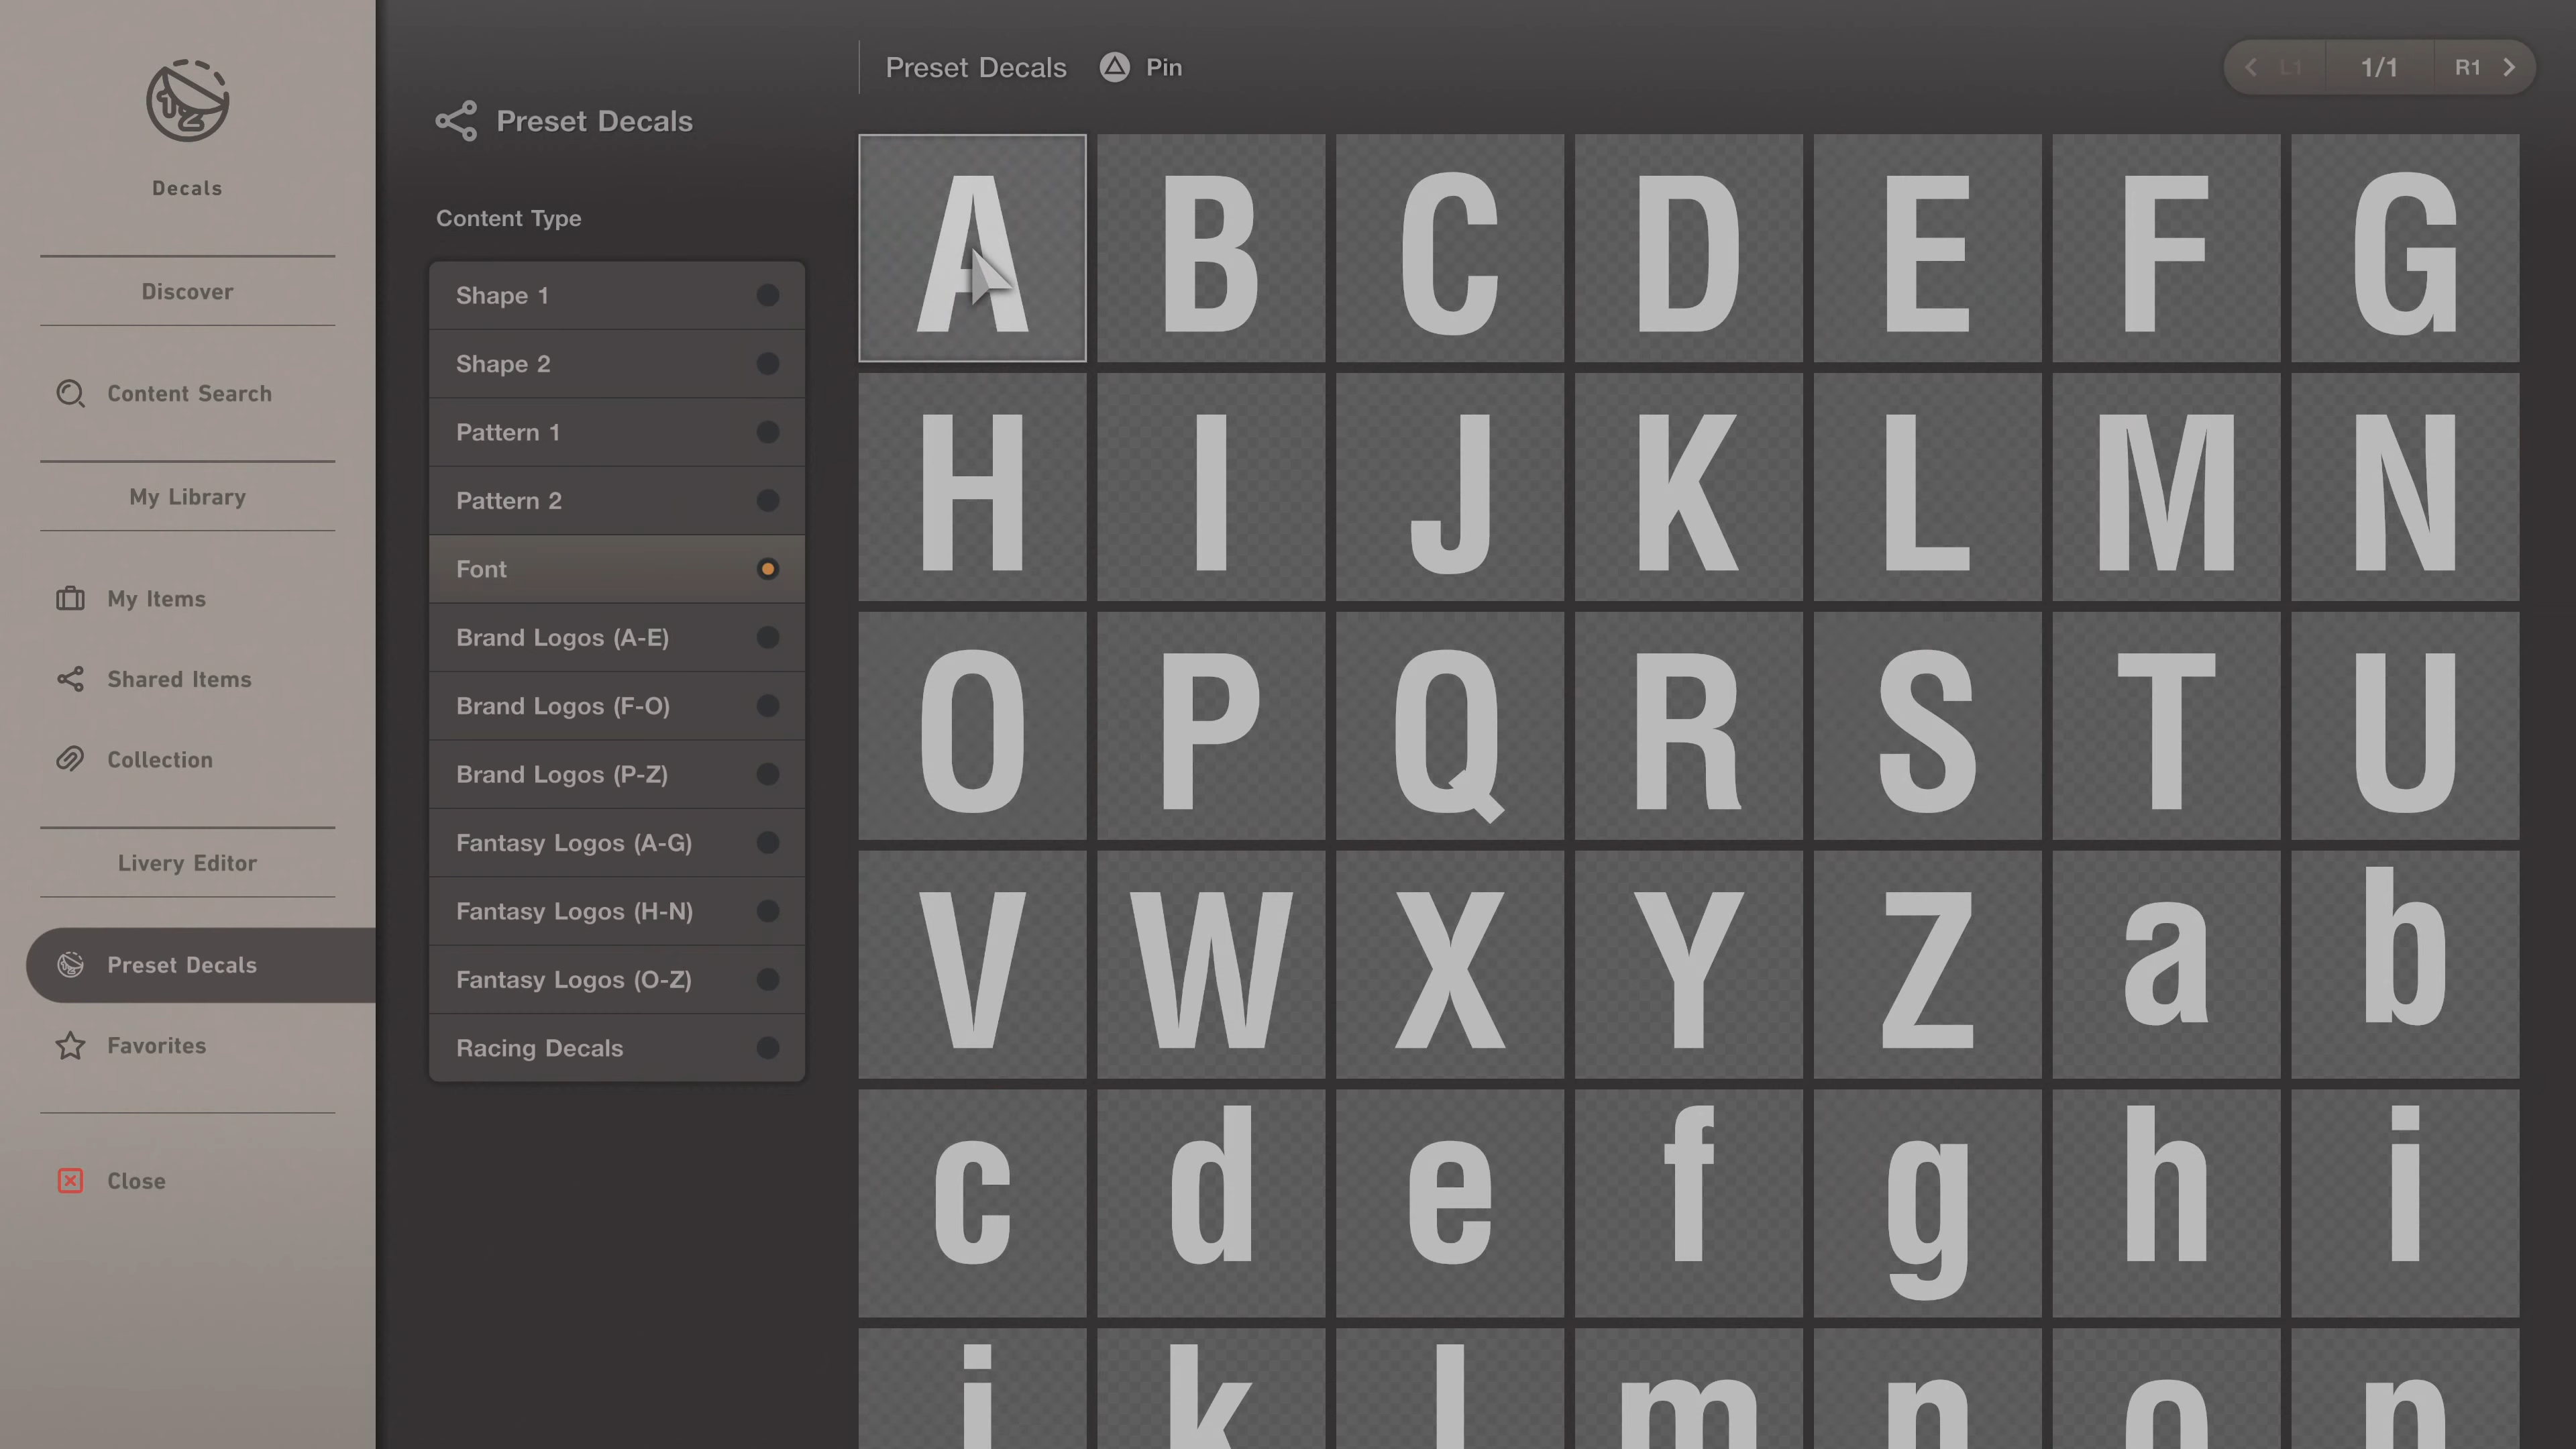 Decals
Discover
Content Search
My Library
My Items
Shared Items
Collection
Livery Editor
Preset Decals
Favorites
Close
Preset Decals
Content Type
Shape 1
Shape 2
Pattern 1
Pattern 2
Font
Brand Logos (A-E)
Brand Logos (F-O)
Brand Logos (P-Z)
Fantasy Logos (A-G)
Fantasy Logos (H-N)
Fantasy Logos (O-Z)
Racing Decals
Preset Decals Pin
L1 1/1 R1
A B C D E F G
H I J K L M N
O P Q R S T U
V W X Y Z a b
c d e f g h i
j k l m n o p